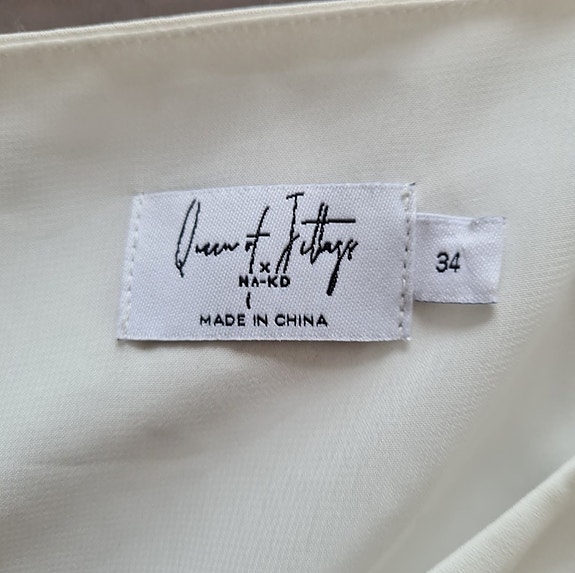 Queen of Jetlags
x
NA-KD
MADE IN CHINA
34